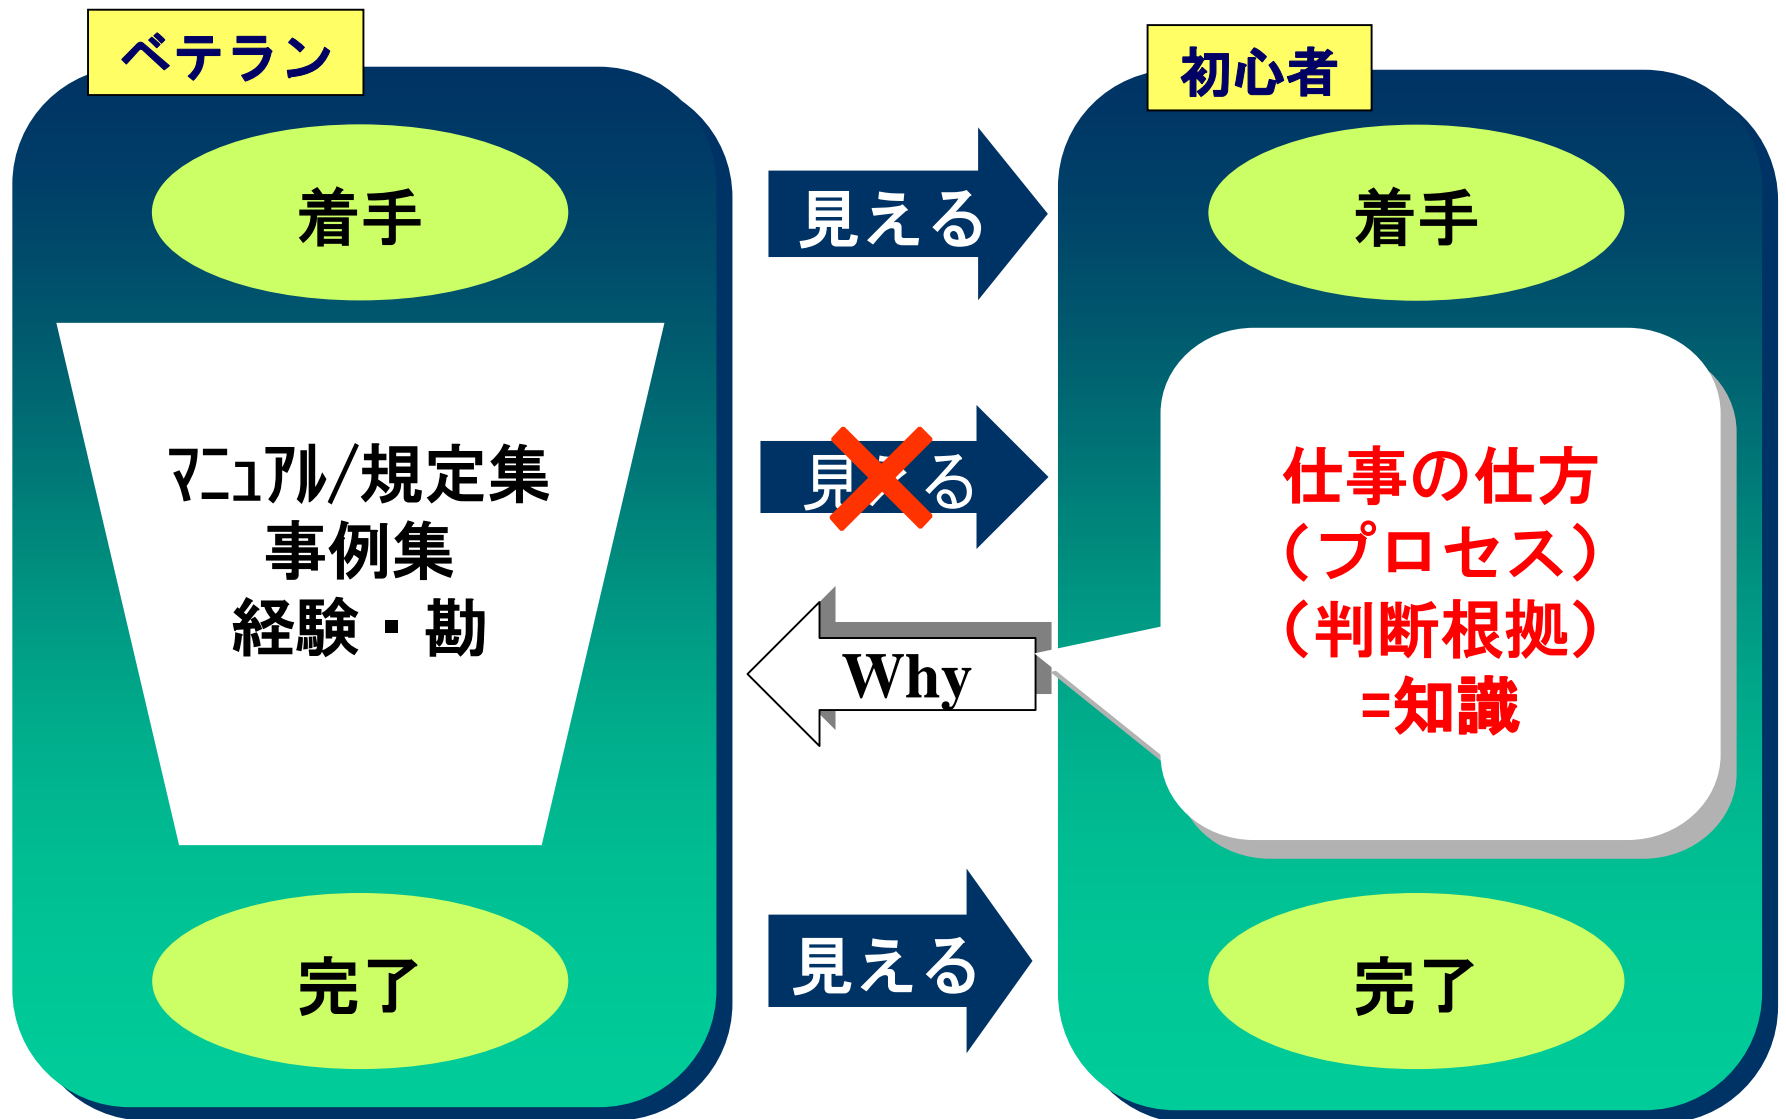 ベテラン
着手
ﾏﾆｭｱﾙ/規定集
事例集
経験・勘
完了
見える
見える
Why
見える
初心者
着手
仕事の仕方
(プロセス)
(判断根拠)
=知識
完了